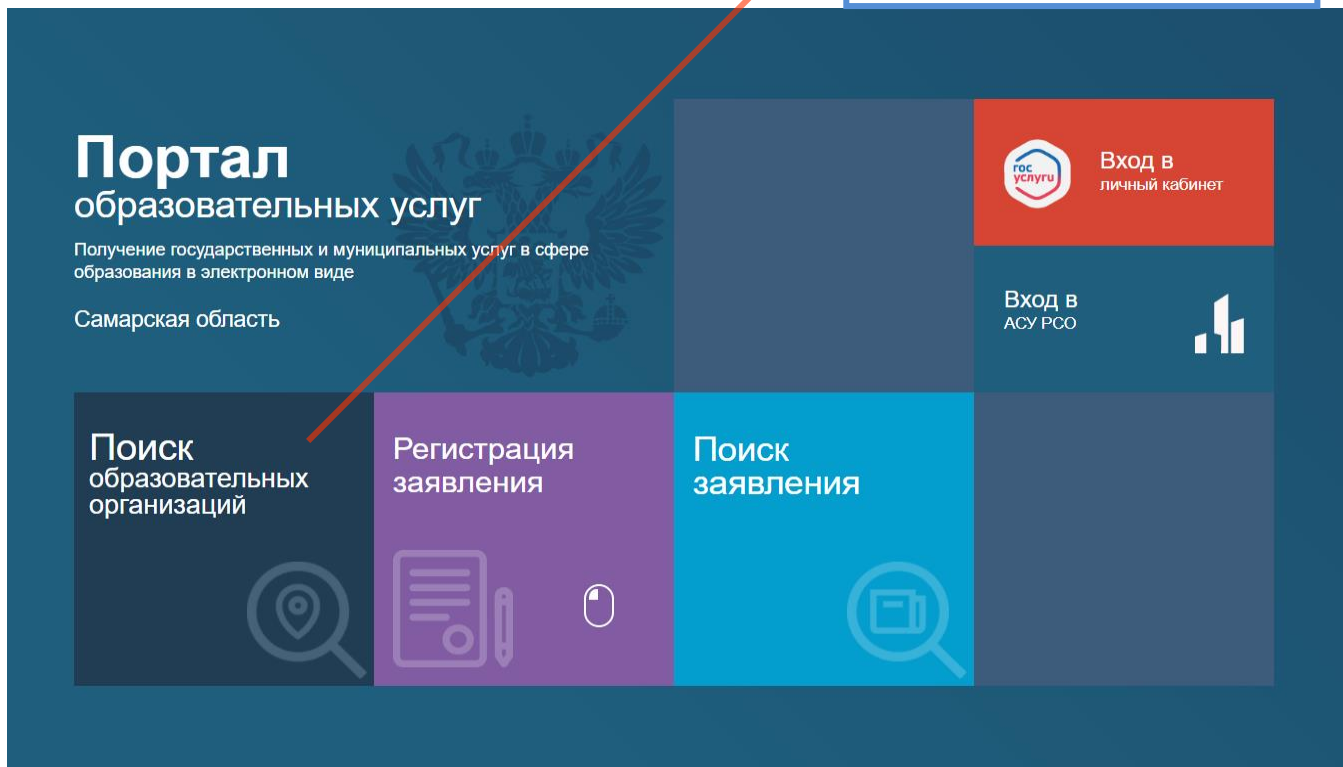 Портал
образовательных услуг
Получение государственных и муниципальных услуг в сфере
образования в электронном виде
Самарская область
гос
услуги
Вход в
личный кабинет
Вход в
АСУ РСО
Поиск
образовательных
организаций
Регистрация
заявления
Поиск
заявления